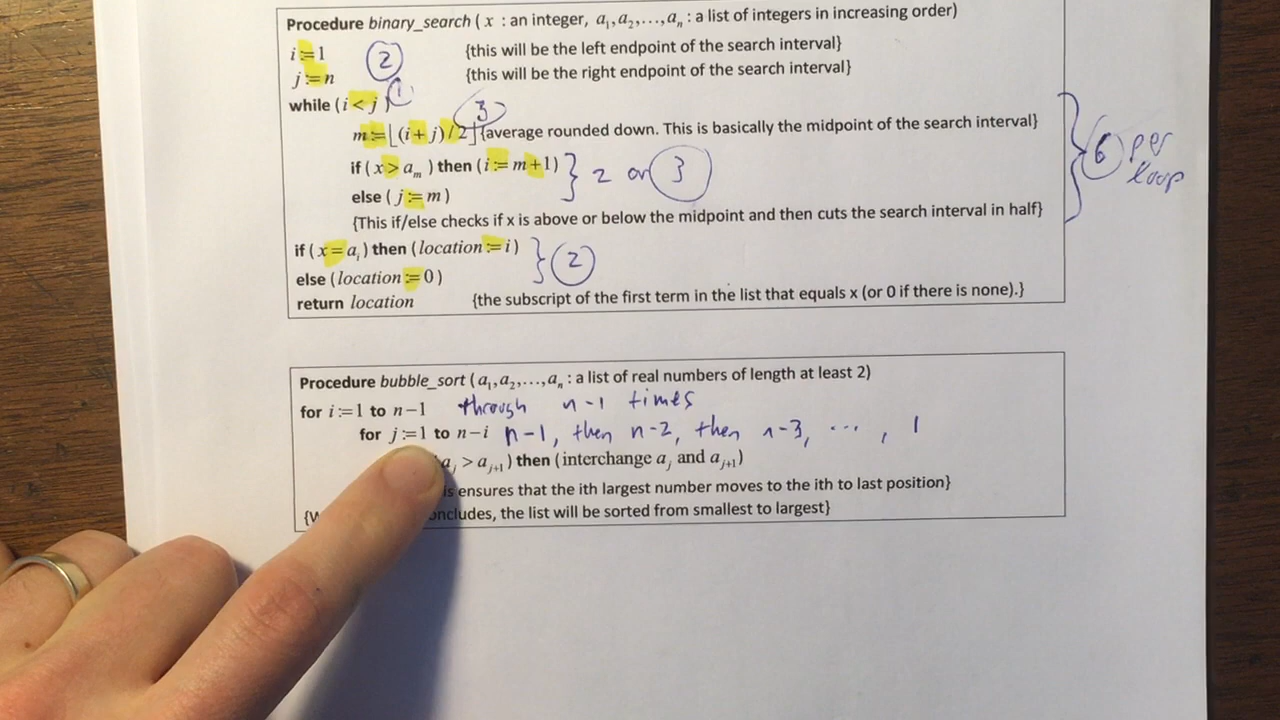 Procedure binary_search ( x : an integer, a₁,a₂,…,aₙ : a list of integers in increasing order)
i:=1 ② {this will be the left endpoint of the search interval}
j:=n {this will be the right endpoint of the search interval}
while (i < j) ①
m:=⌊(i+j)/2⌋ ③ {average rounded down. This is basically the midpoint of the search interval}
if (x > aₘ) then (i:=m+1) } 2 or ③
else ( j:=m)
} ⑥ per
loop
{This if/else checks if x is above or below the midpoint and then cuts the search interval in half}
if (x = aᵢ) then (location:=i) } ②
else (location:=0)
return location {the subscript of the first term in the list that equals x (or 0 if there is none).}
Procedure bubble_sort ( a₁,a₂,…,aₙ : a list of real numbers of length at least 2)
for i:=1 to n−1 through n-1 times
for j:=1 to n−i n-1, then n-2, then n-3, ..., 1
aⱼ > aⱼ₊₁) then (interchange aⱼ and aⱼ₊₁)
ensures that the ith largest number moves to the ith to last position}
the list will be sorted from smallest to largest}